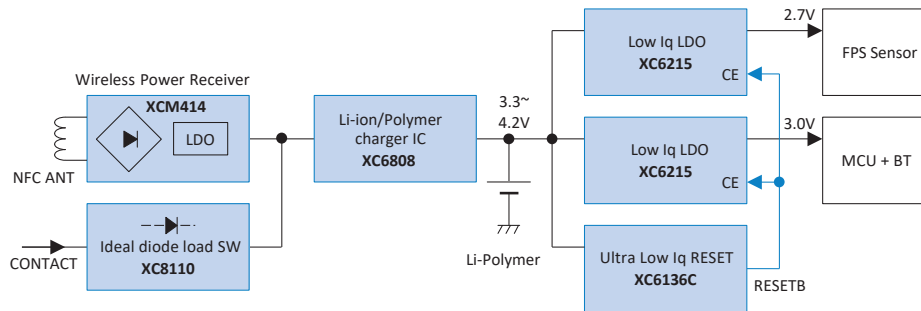 Wireless Power Receiver
XCM414
LDO
NFC ANT
Ideal diode load SW
XC8110
CONTACT
Li-ion/Polymer
charger IC
XC6808
3.3~
4.2V
Li-Polymer
Low Iq LDO
XC6215
CE
2.7V
FPS Sensor
Low Iq LDO
XC6215
CE
3.0V
MCU + BT
Ultra Low Iq RESET
XC6136C
RESETB